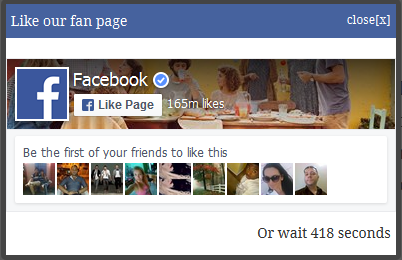 Like our fan page
close[x]
Facebook
Like Page
165m likes
Be the first of your friends to like this
Or wait 418 seconds